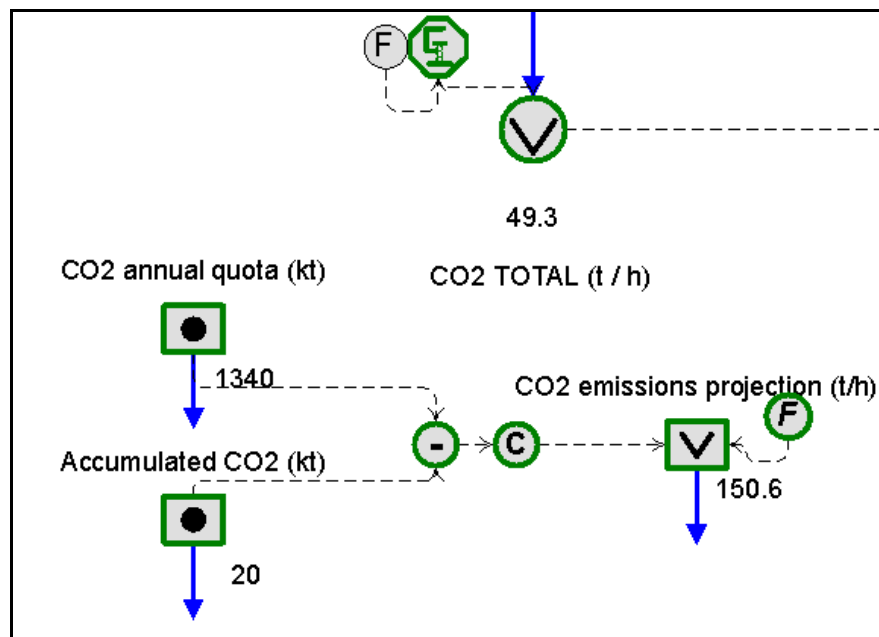 F
49.3
CO2 annual quota (kt)
CO2 TOTAL (t / h)
1340
CO2 emissions projection (t/h)
F
-
C
Accumulated CO2 (kt)
150.6
20